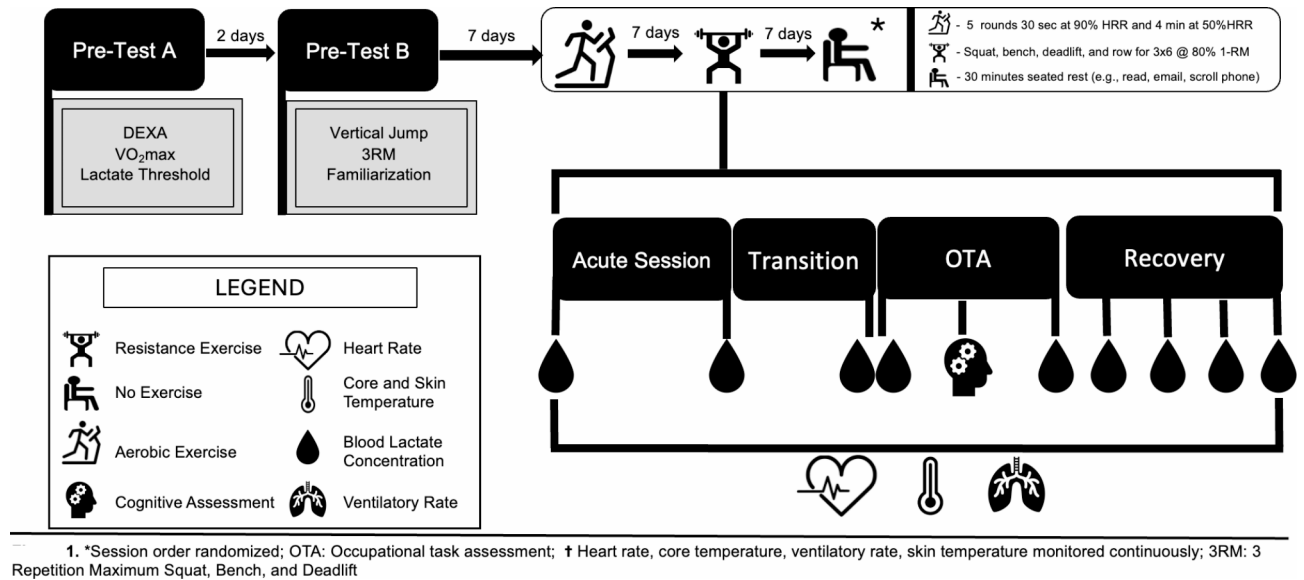 Pre-Test A
2 days
Pre-Test B
7 days
7 days
7 days
*
- 5 rounds 30 sec at 90% HRR and 4 min at 50%HRR
- Squat, bench, deadlift, and row for 3x6 @ 80% 1-RM
- 30 minutes seated rest (e.g., read, email, scroll phone)
DEXA
VO₂max
Lactate Threshold
Vertical Jump
3RM
Familiarization
Acute Session
Transition
OTA
Recovery
LEGEND
Resistance Exercise
No Exercise
Aerobic Exercise
Cognitive Assessment
Heart Rate
Core and Skin
Temperature
Blood Lactate
Concentration
Ventilatory Rate
1. *Session order randomized; OTA: Occupational task assessment; † Heart rate, core temperature, ventilatory rate, skin temperature monitored continuously; 3RM: 3
Repetition Maximum Squat, Bench, and Deadlift